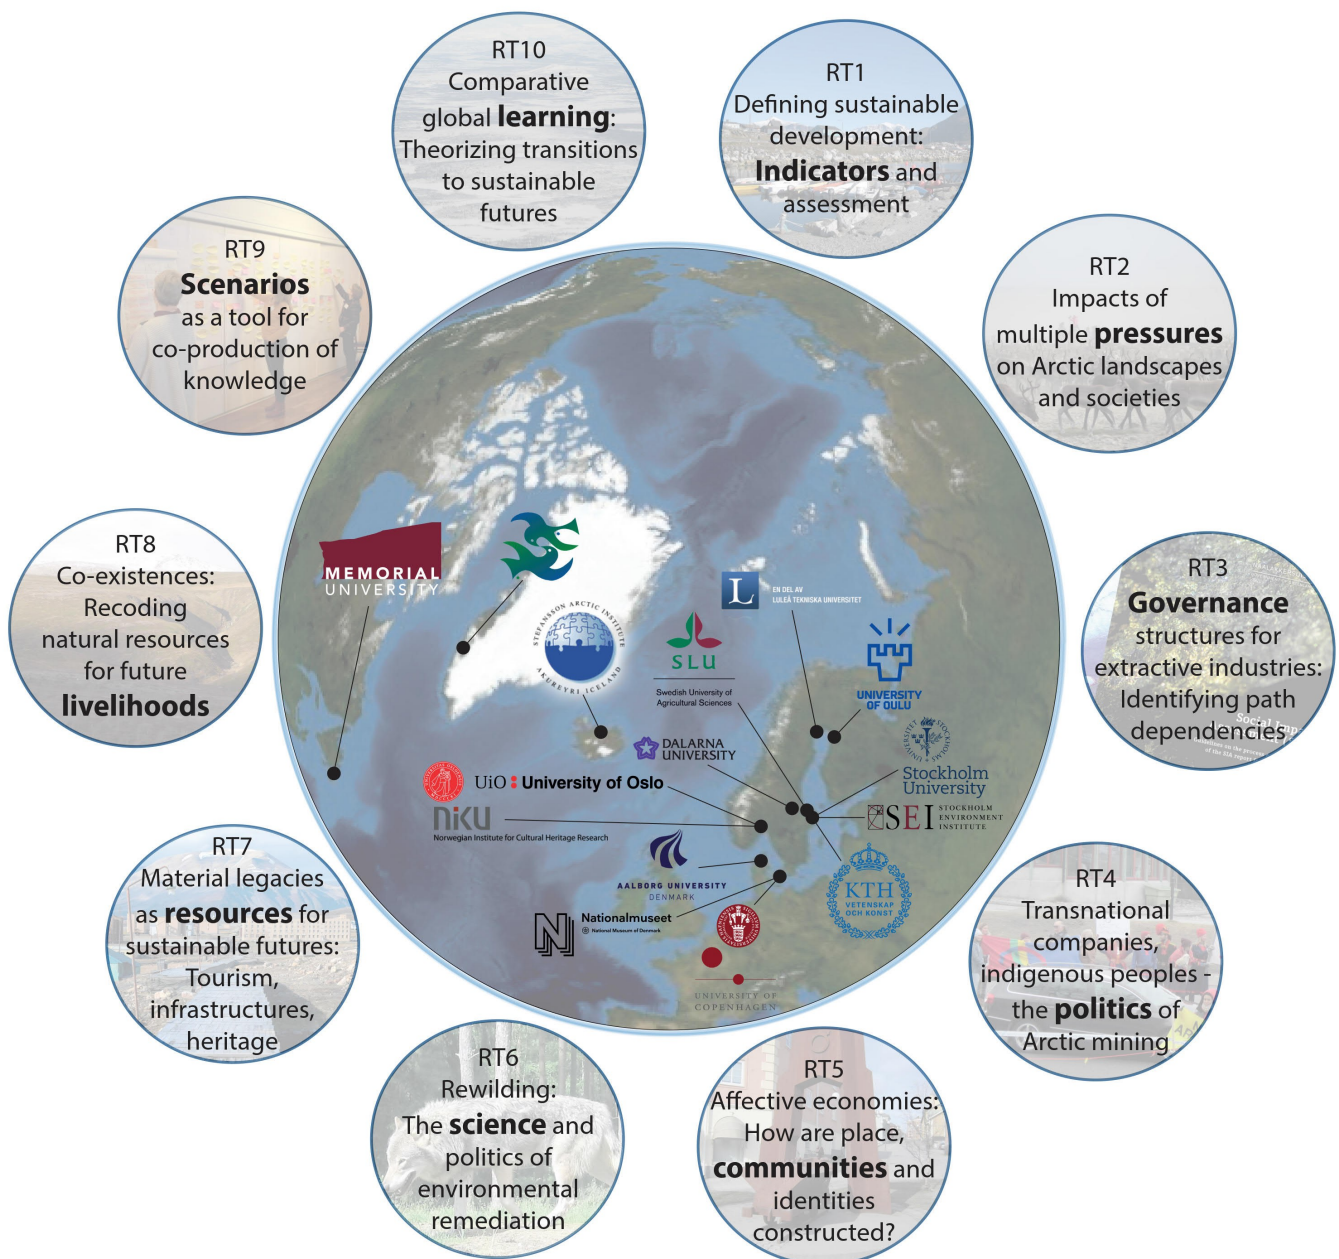 RT10
Comparative
global learning:
Theorizing transitions
to sustainable
futures
RT1
Defining sustainable
development:
Indicators and
assessment
RT2
Impacts of
multiple pressures
on Arctic landscapes
and societies
RT3
Governance
structures for
extractive industries:
Identifying path
dependencies
RT4
Transnational
companies,
indigenous peoples -
the politics of
Arctic mining
RT5
Affective economies:
How are place,
communities and
identities
constructed?
RT6
Rewilding:
The science and
politics of
environmental
remediation
RT7
Material legacies
as resources for
sustainable futures:
Tourism,
infrastructures,
heritage
RT8
Co-existences:
Recoding
natural resources
for future
livelihoods
RT9
Scenarios
as a tool for
co-production of
knowledge
MEMORIAL
UNIVERSITY
STEFANSSON ARCTIC INSTITUTE
AKUREYRI ICELAND
SLU
Swedish University of
Agricultural Sciences
L
EN DEL AV
LULEÅ TEKNISKA UNIVERSITET
UNIVERSITY
OF OULU
DALARNA
UNIVERSITY
STOCKHOLMS
UNIVERSITET
Stockholm
University
UiO : University of Oslo
NIKU
Norwegian Institute for Cultural Heritage Research
SEI
STOCKHOLM
ENVIRONMENT
INSTITUTE
AALBORG UNIVERSITY
DENMARK
KTH
VETENSKAP
OCH KONST
N
Nationalmuseet
National Museum of Denmark
UNIVERSITY OF
COPENHAGEN